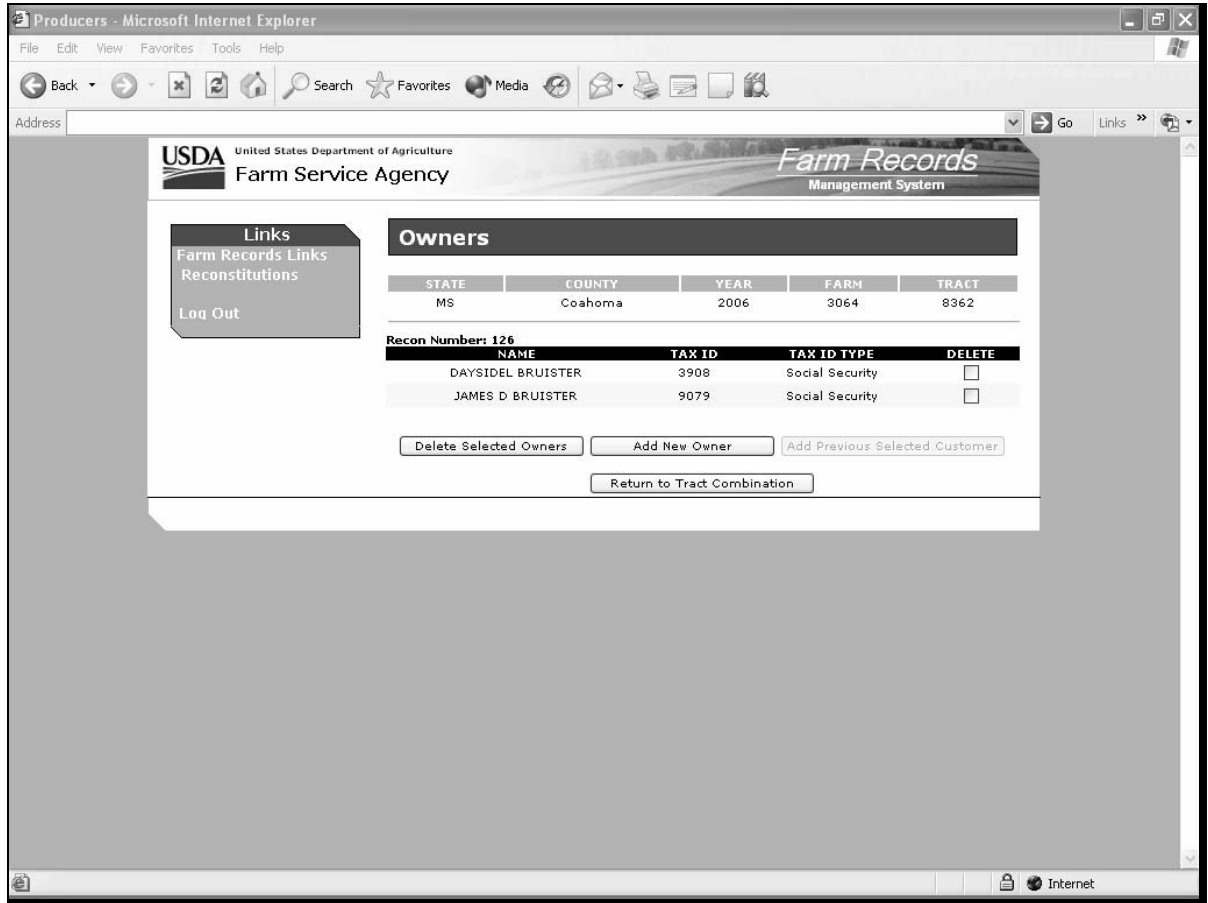 Producers - Microsoft Internet Explorer
File Edit View Favorites Tools Help
Back Search Favorites Media
Address Go Links »
USDA United States Department of Agriculture
Farm Service Agency
Farm Records
Management System
Links
Farm Records Links
Reconstitutions
Log Out
Owners
STATE COUNTY YEAR FARM TRACT
MS Coahoma 2006 3064 8362
Recon Number: 126
NAME TAX ID TAX ID TYPE DELETE
DAYSIDEL BRUISTER 3908 Social Security
JAMES D BRUISTER 9079 Social Security
Delete Selected Owners Add New Owner Add Previous Selected Customer
Return to Tract Combination
Internet